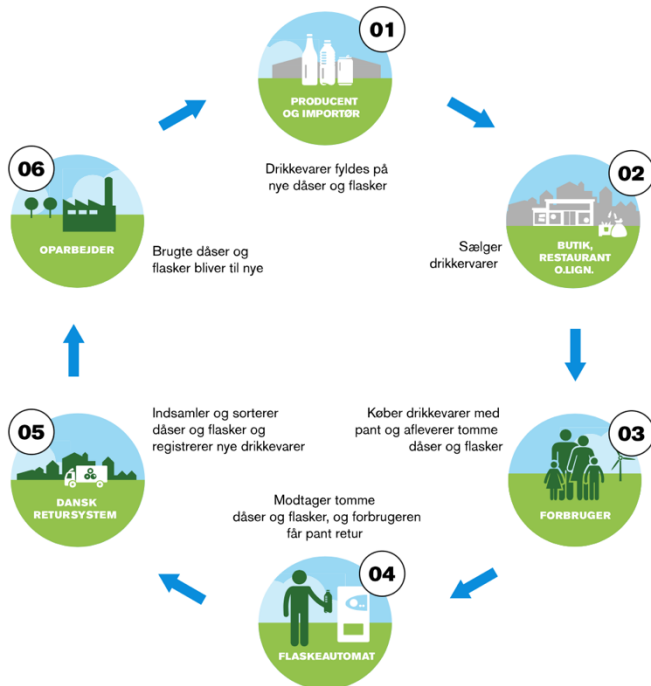 01
PRODUCENT
OG IMPORTØR
Drikkevarer fyldes på
nye dåser og flasker
02
BUTIK,
RESTAURANT
O.LIGN.
Sælger
drikkervarer
03
FORBRUGER
Køber drikkevarer med
pant og afleverer tomme
dåser og flasker
04
FLASKEAUTOMAT
Modtager tomme
dåser og flasker, og forbrugeren
får pant retur
05
DANSK
RETURSYSTEM
Indsamler og sorterer
dåser og flasker og
registrerer nye drikkevarer
06
OPARBEJDER
Brugte dåser og
flasker bliver til nye